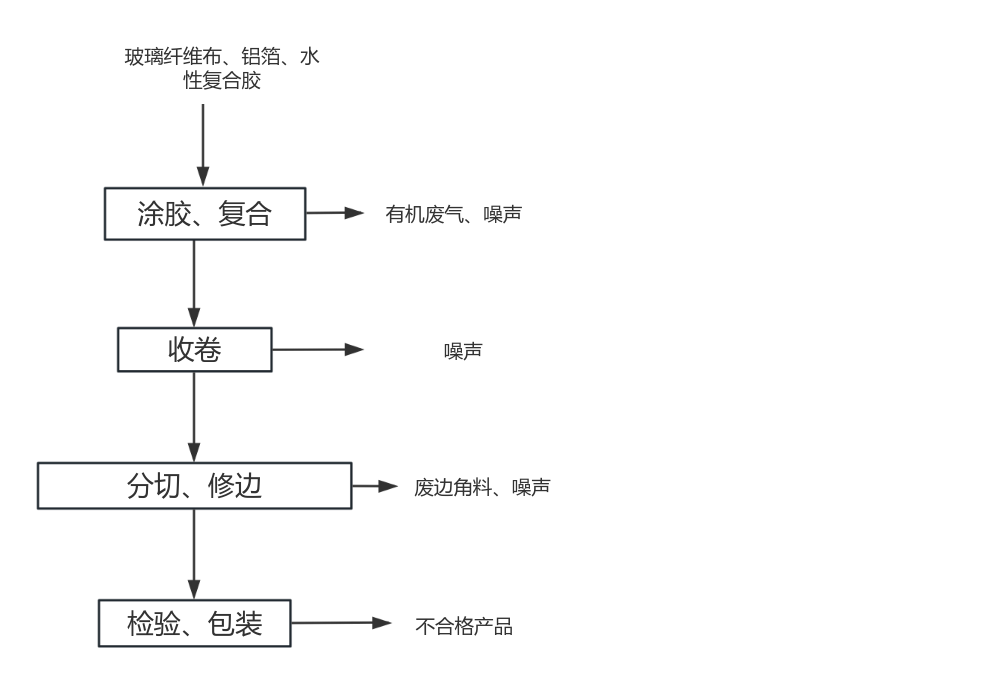 玻璃纤维布、铝箔、水
性复合胶
涂胶、复合
有机废气、噪声
收卷
噪声
分切、修边
废边角料、噪声
检验、包装
不合格产品